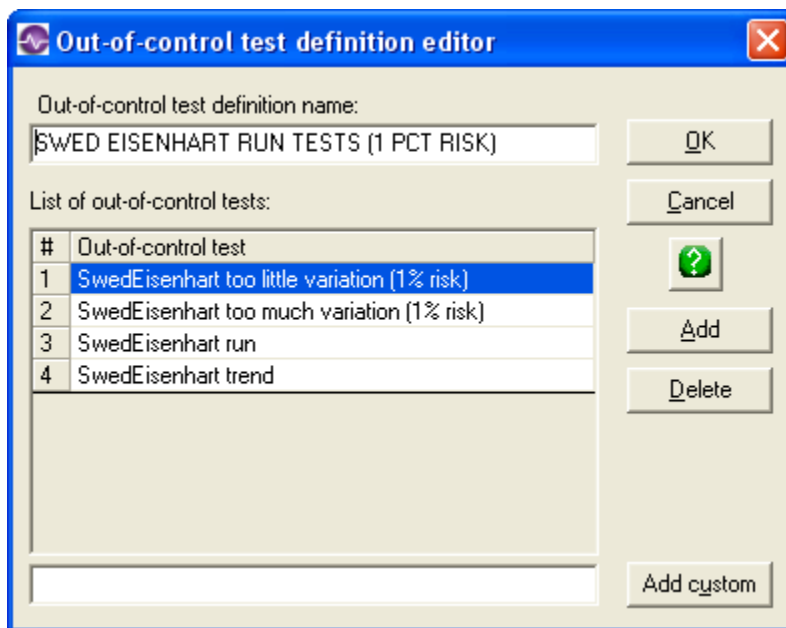 Out-of-control test definition editor
Out-of-control test definition name:
SWED EISENHART RUN TESTS (1 PCT RISK)
OK
List of out-of-control tests:
Cancel
# Out-of-control test
1 SwedEisenhart too little variation (1% risk)
?
2 SwedEisenhart too much variation (1% risk)
Add
3 SwedEisenhart run
4 SwedEisenhart trend
Delete
Add custom